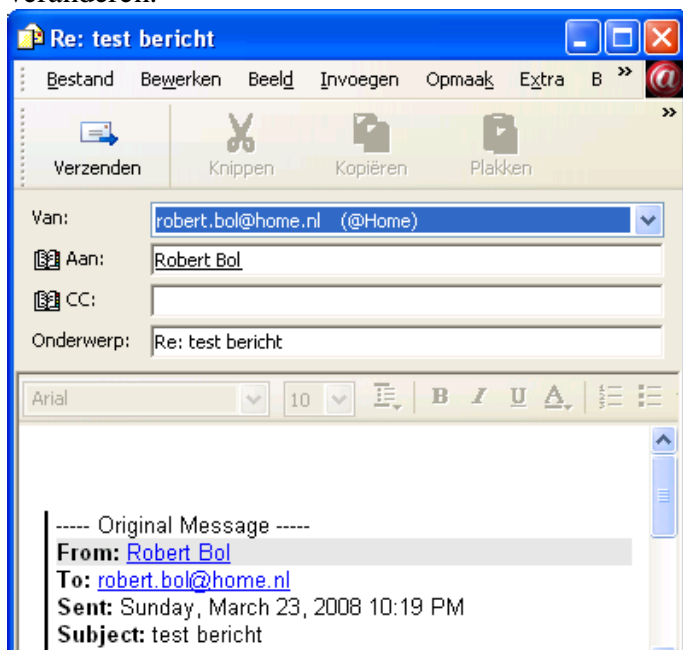 veranderen.
Re: test bericht
Bestand Bewerken Beeld Invoegen Opmaak Extra B »
»
Verzenden Knippen Kopiëren Plakken
Van: robert.bol@home.nl (@Home)
Aan: Robert Bol
CC:
Onderwerp: Re: test bericht
Arial 10 B I U A
----- Original Message -----
From: Robert Bol
To: robert.bol@home.nl
Sent: Sunday, March 23, 2008 10:19 PM
Subject: test bericht